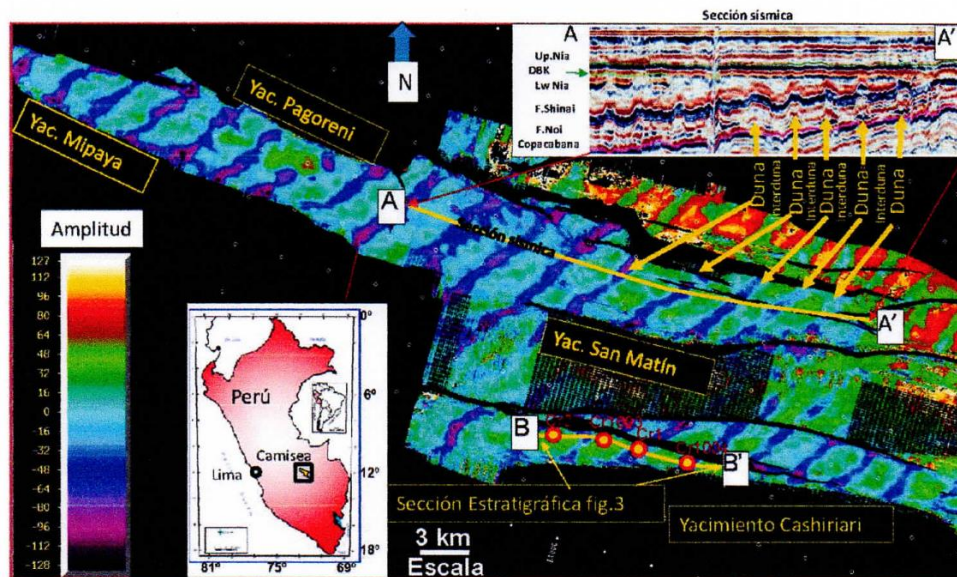 Sección sísmica
A
A'
Up.Nia
DBK
Lw Nia
F.Shinai
F.Noi
Copacabana
N
Yac. Pagoreni
Yac. Mipaya
Duna
Interduna
Duna
Interduna
Duna
Interduna
Duna
Interduna
Duna
A
Sección sísmica
A'
Amplitud
127
112
96
80
64
48
32
16
0
-16
-32
-48
-64
-80
-96
-112
-128
Yac. San Matín
B
B'
Sección Estratigráfica fig.3
Yacimiento Cashiriari
3 km
Escala
Perú
Camisea
Lima
0°
6°
12°
18°
81°
75°
69°